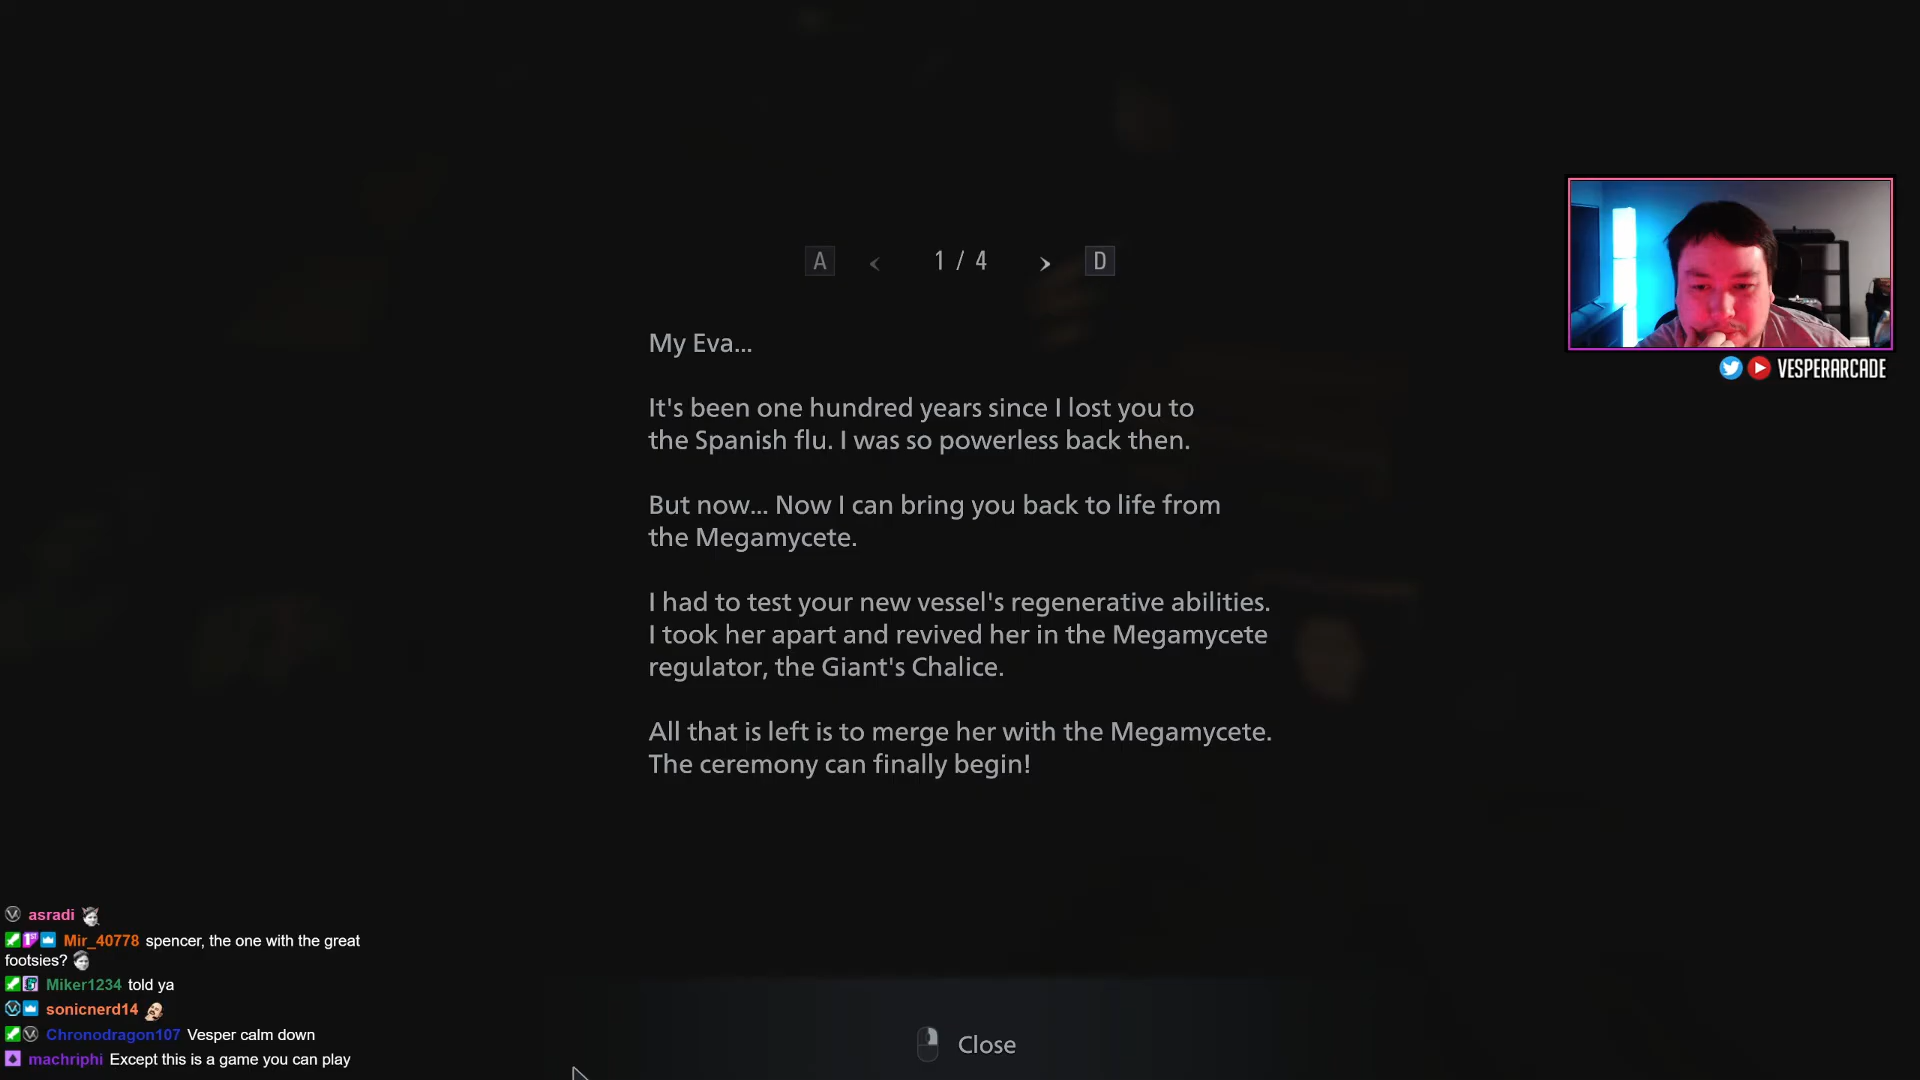 A < 1 / 4 > D
My Eva...
It's been one hundred years since I lost you to
the Spanish flu. I was so powerless back then.
But now... Now I can bring you back to life from
the Megamycete.
I had to test your new vessel's regenerative abilities.
I took her apart and revived her in the Megamycete
regulator, the Giant's Chalice.
All that is left is to merge her with the Megamycete.
The ceremony can finally begin!
Close
VESPERARCADE
asradi
Mir_40778 spencer, the one with the great
footsies?
Miker1234 told ya
sonicnerd14
Chronodragon107 Vesper calm down
machriphi Except this is a game you can play